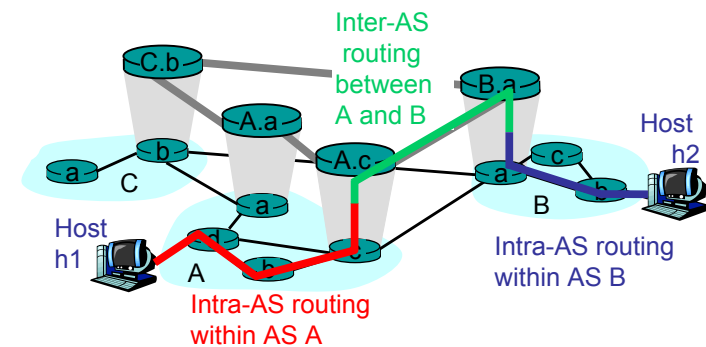 Inter-AS
routing
between
A and B
C.b
B.a
A.a
A.c
Host
h2
a
b
C
a
c
b
B
a
d
b
c
A
Host
h1
Intra-AS routing
within AS B
Intra-AS routing
within AS A